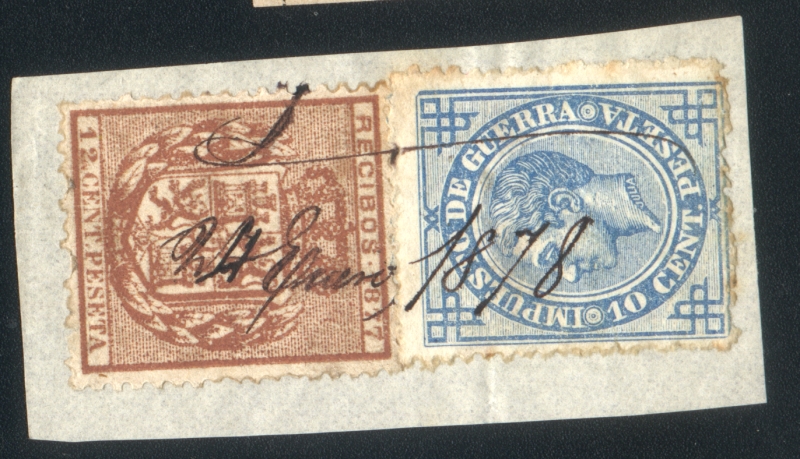 RECIBOS·1877
12 CENT. PESETA
IMPUESTO DE GUERRA
10 CENT PESETA
24 Enero, 1878